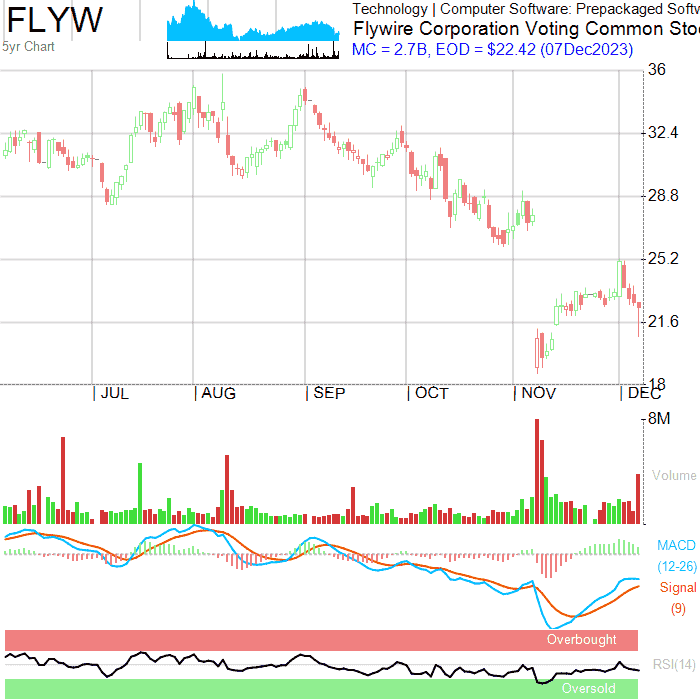 FLYW
5yr Chart
Technology | Computer Software: Prepackaged Softw
Flywire Corporation Voting Common Sto
MC = 2.7B, EOD = $22.42 (07Dec2023)
36
32.4
28.8
25.2
21.6
18
JUL AUG SEP OCT NOV DEC
8M
Volume
MACD
(12-26)
Signal
(9)
Overbought
RSI(14)
Oversold